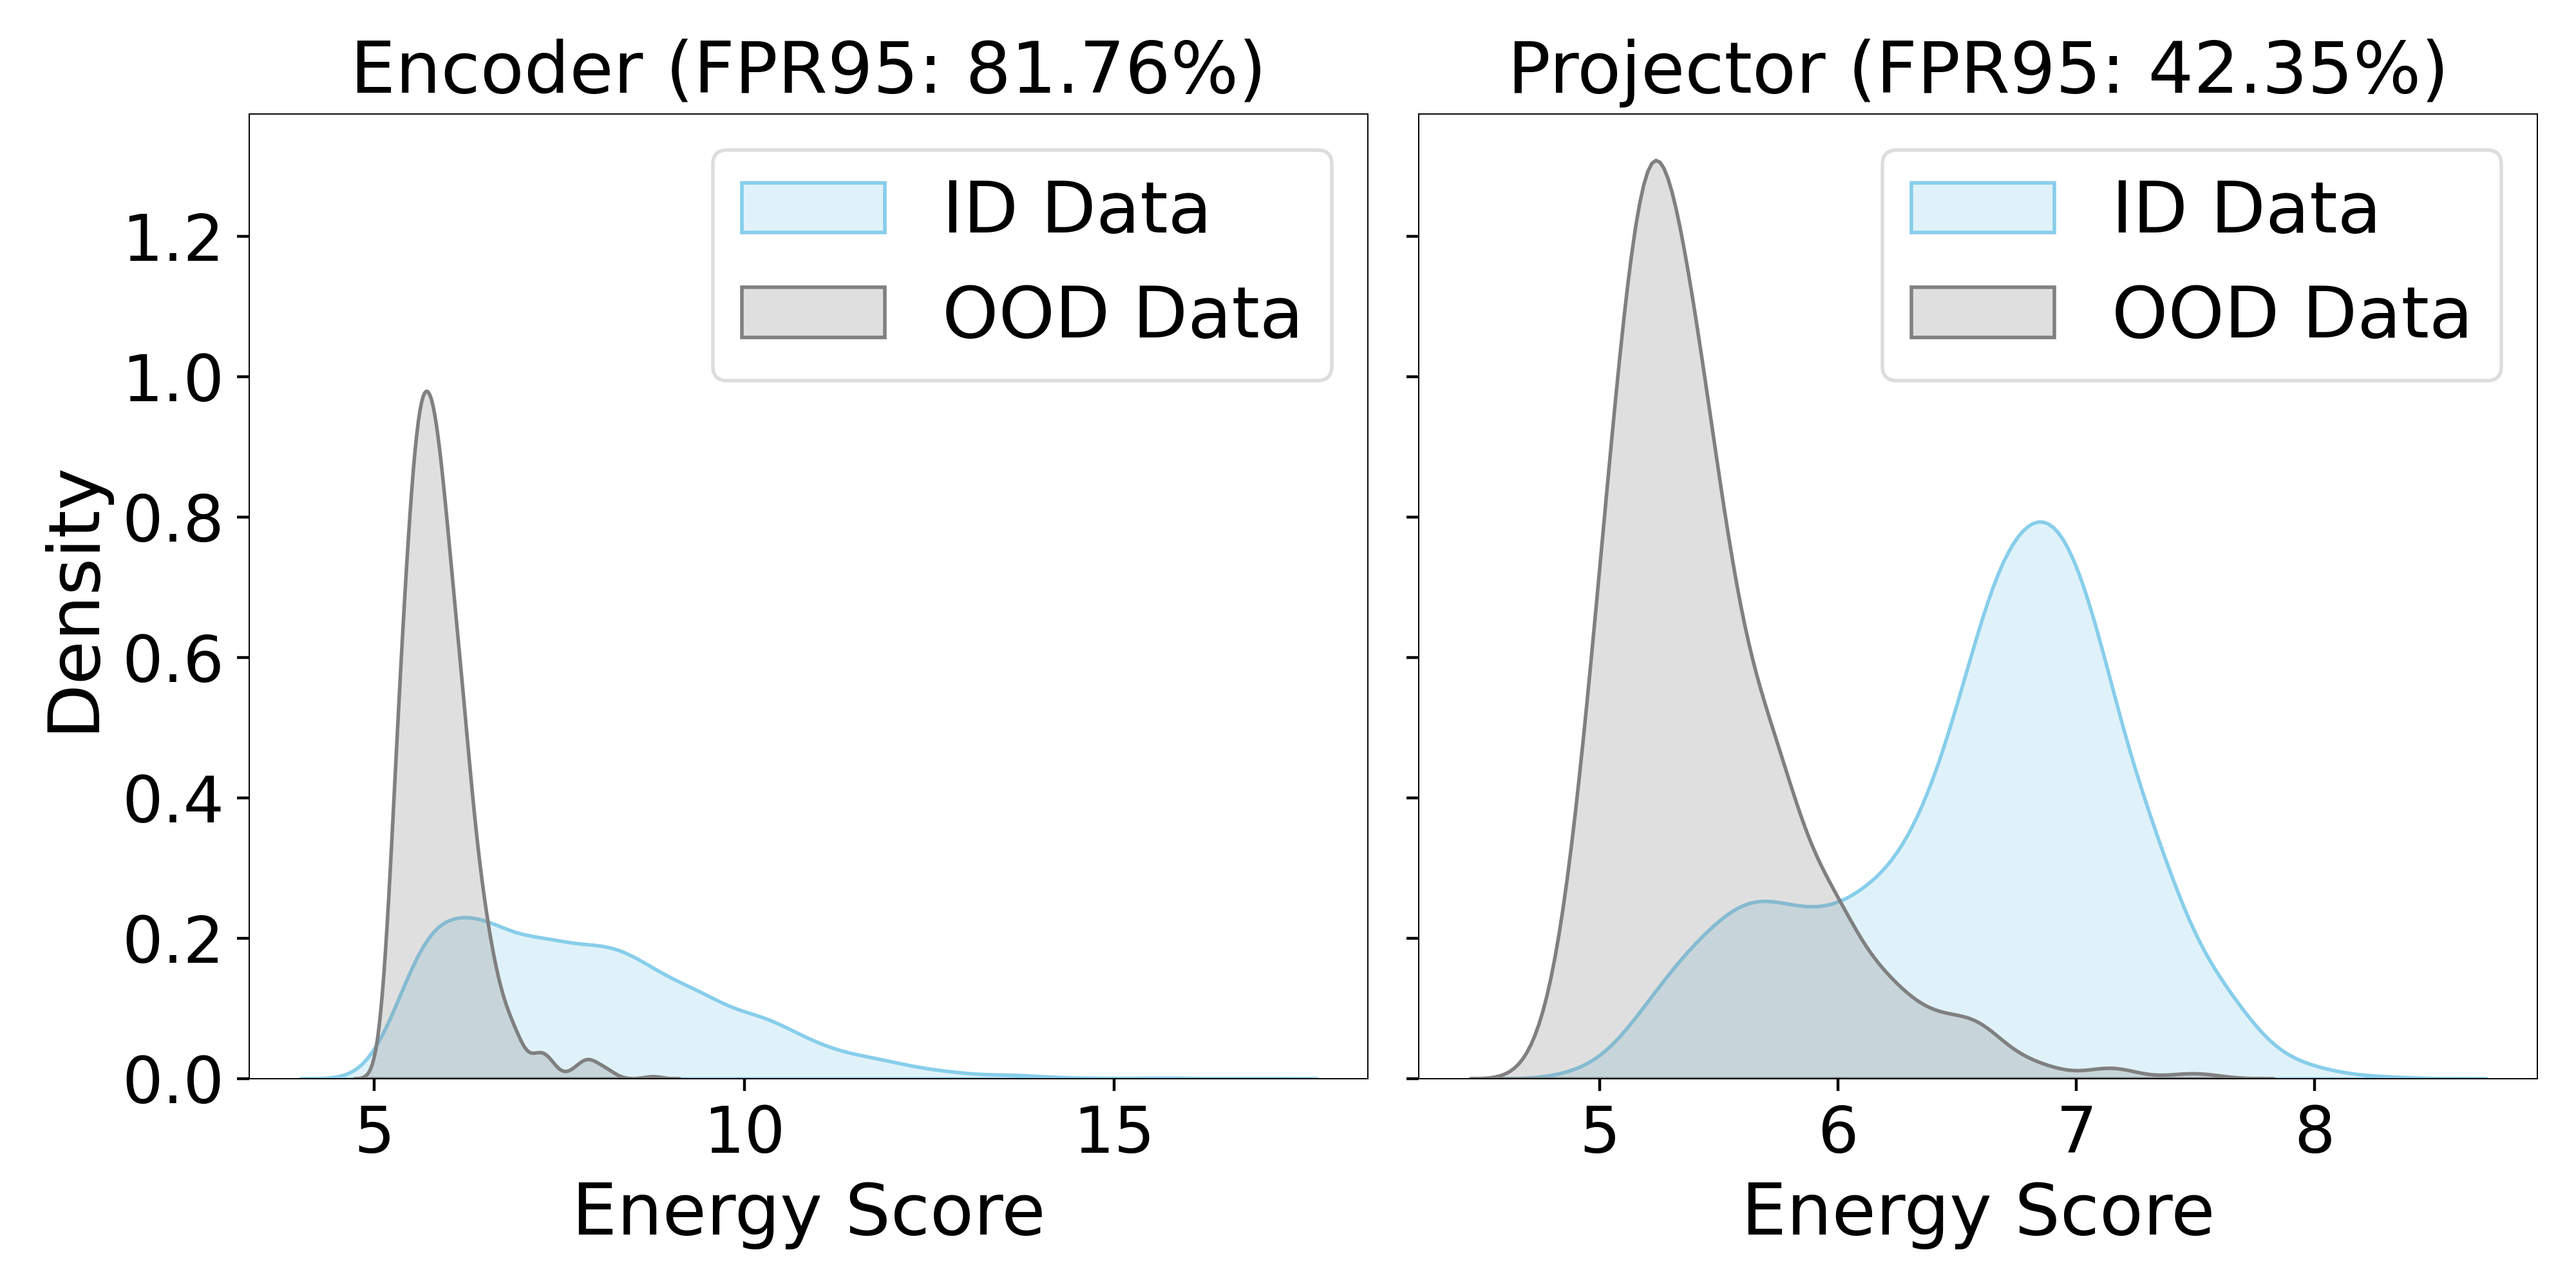 Encoder (FPR95: 81.76%)
ID Data
OOD Data
Density
1.2
1.0
0.8
0.6
0.4
0.2
0.0
5 10 15
Energy Score
Projector (FPR95: 42.35%)
ID Data
OOD Data
5 6 7 8
Energy Score